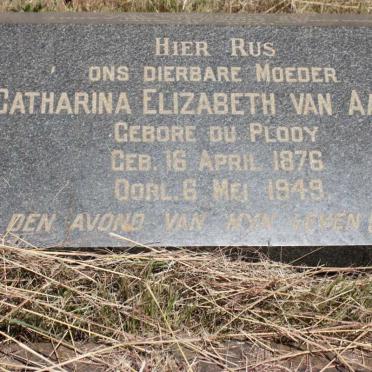 HIER RUS
ONS DIERBARE MOEDER
CATHARINA ELIZABETH VAN
GEBORE DU PLOOY
GEB. 16 APRIL 1876
OORL. 6 MEI 1949
DEN AVOND VAN MYN LEVEN